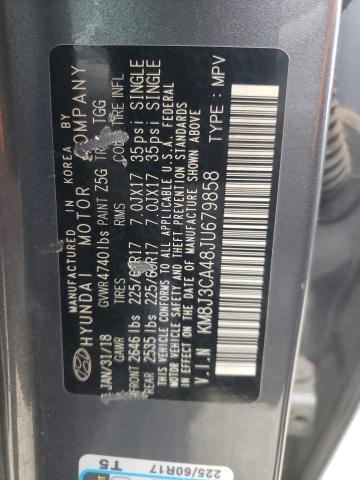 MANUFACTURED IN KOREA BY
HYUNDAI MOTOR COMPANY
GVWR 4740 lbs PAINT Z5G TGG
JAN/31/18 GAWR TIRES RIMS COLD TIRE INFL
FRONT 2646 lbs 225/60R17 7.0JX17 35psi SINGLE
REAR 2535 lbs 225/60R17 7.0JX17 35psi SINGLE
THIS VEHICLE CONFORMS TO ALL APPLICABLE U.S.A. FEDERAL
MOTOR VEHICLE SAFETY, BUMPER, AND THEFT PREVENTION STANDARDS
IN EFFECT ON THE DATE OF MANUFACTURE SHOWN ABOVE
V.I.N KM8J3CA48JU679858 TYPE : MPV
225/60R17
T5